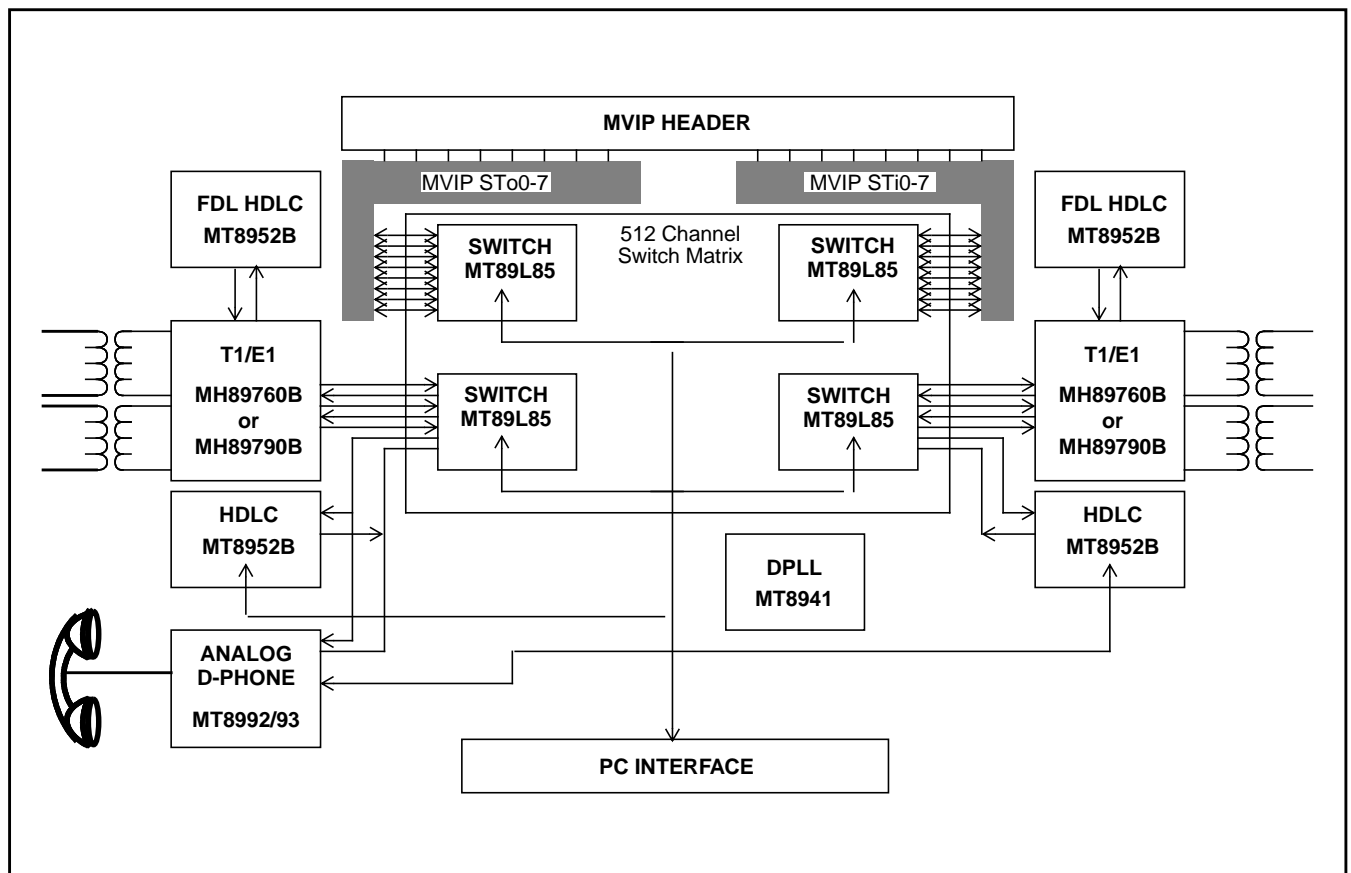 MVIP HEADER
MVIP STo0-7
MVIP STi0-7
FDL HDLC
MT8952B
SWITCH
MT89L85
512 Channel
Switch Matrix
SWITCH
MT89L85
FDL HDLC
MT8952B
T1/E1
MH89760B
or
MH89790B
SWITCH
MT89L85
SWITCH
MT89L85
T1/E1
MH89760B
or
MH89790B
HDLC
MT8952B
DPLL
MT8941
HDLC
MT8952B
ANALOG
D-PHONE
MT8992/93
PC INTERFACE